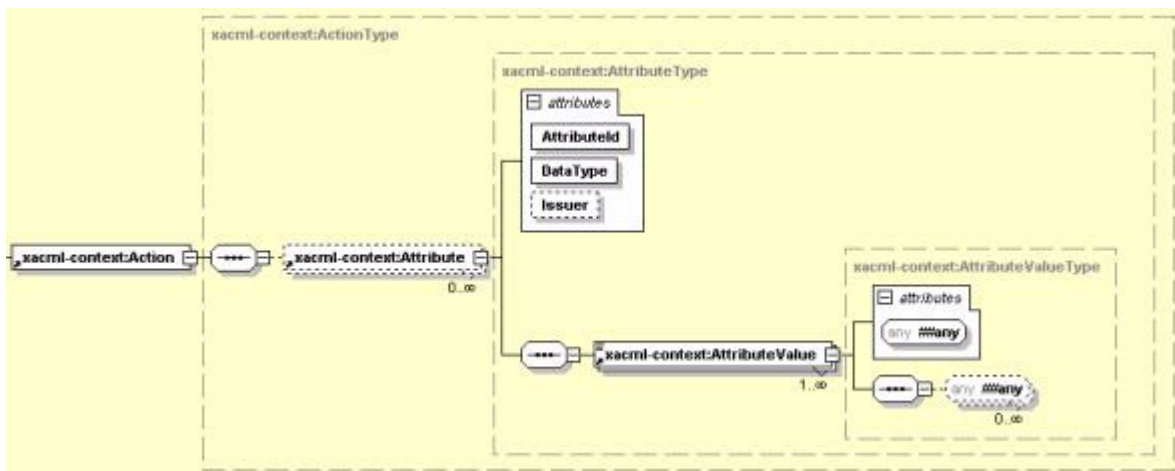 xacml-context:ActionType
xacml-context:AttributeType
attributes
AttributeId
DataType
Issuer
xacml-context:Action
xacml-context:Attribute
0..∞
xacml-context:AttributeValueType
attributes
any ##any
xacml-context:AttributeValue
1..∞
any ##any
0..∞